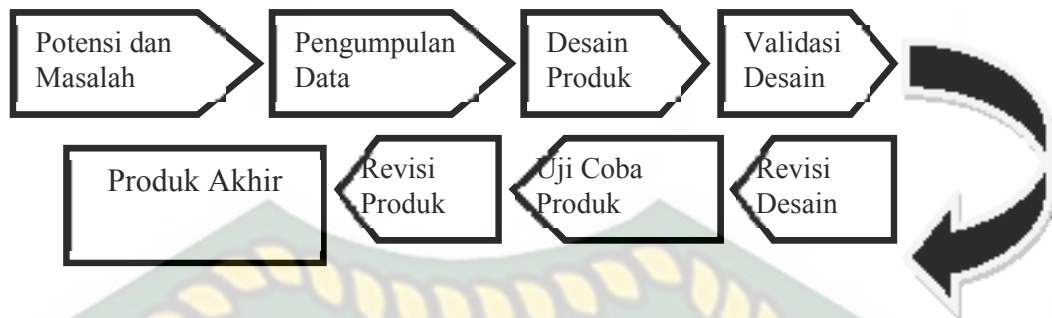 Potensi dan
Masalah
Pengumpulan
Data
Desain
Produk
Validasi
Desain
Revisi
Desain
Uji Coba
Produk
Revisi
Produk
Produk Akhir